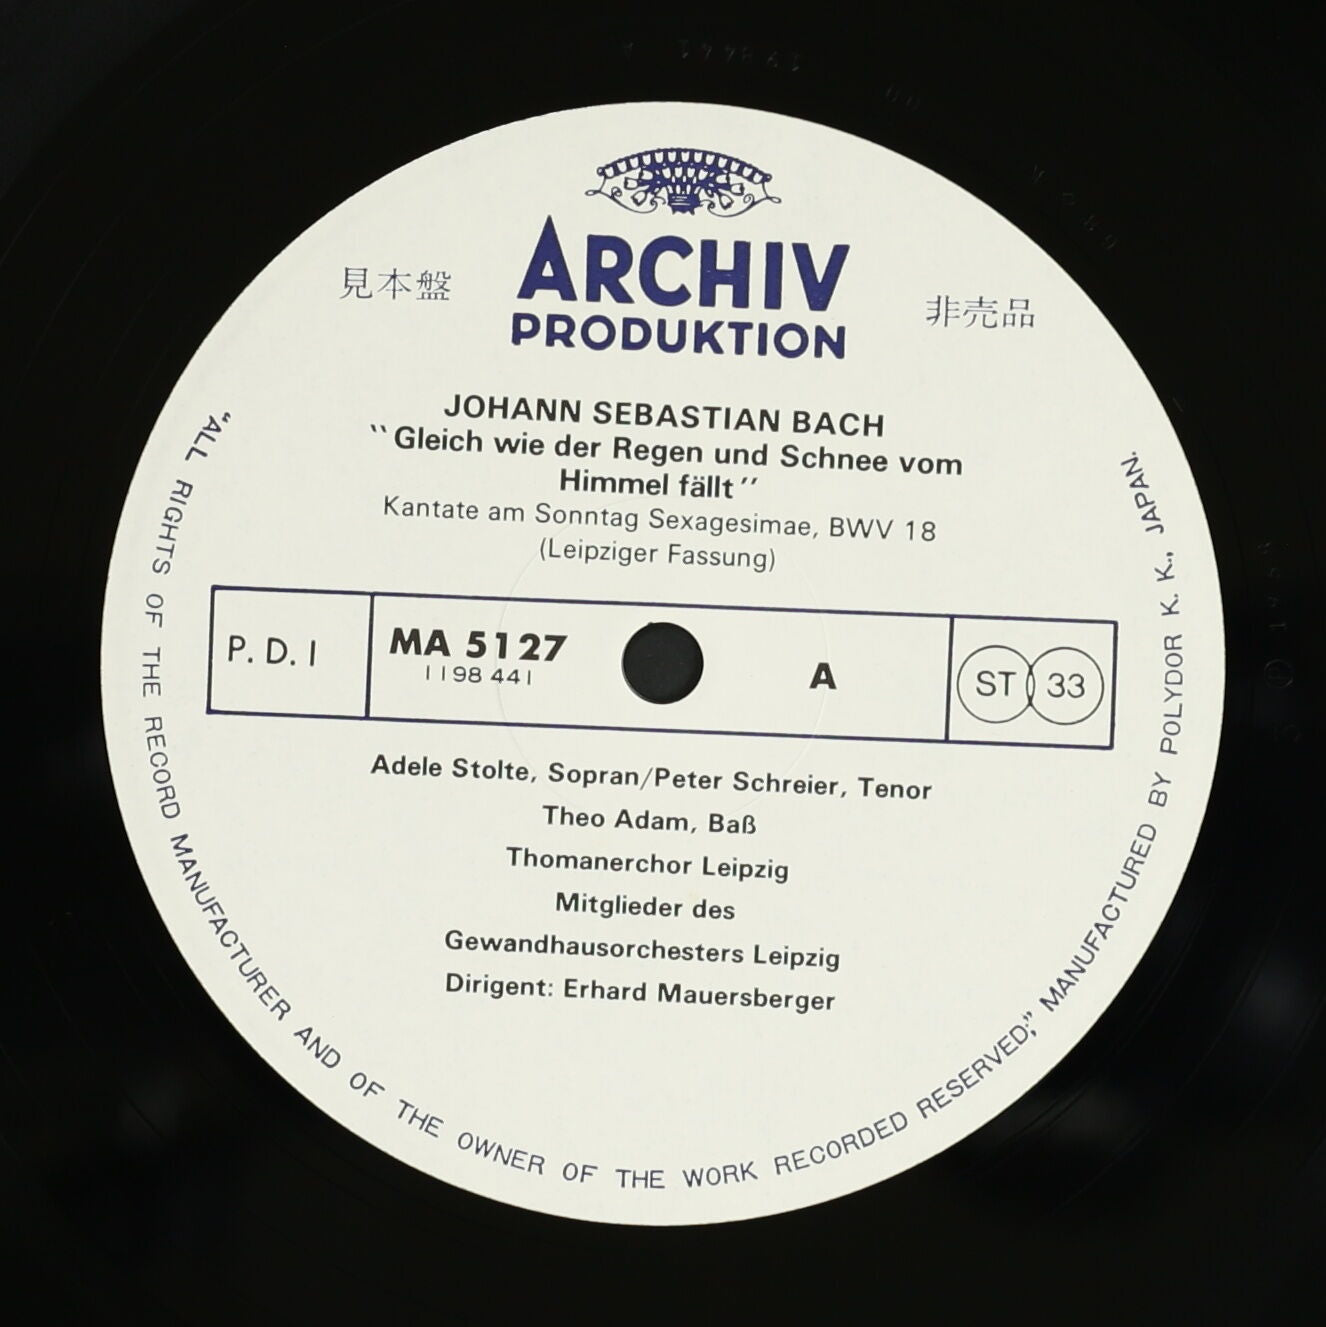 ARCHIV
PRODUKTION
見本盤
非売品
JOHANN SEBASTIAN BACH
‘‘Gleich wie der Regen und Schnee vom
Himmel fällt’’
Kantate am Sonntag Sexagesimae, BWV 18
(Leipziger Fassung)
P. D. I
MA 5127
1198 441
A
ST 33
Adele Stolte, Sopran/Peter Schreier, Tenor
Theo Adam, Baß
Thomanerchor Leipzig
Mitglieder des
Gewandhausorchesters Leipzig
Dirigent: Erhard Mauersberger
“ALL RIGHTS OF THE RECORD MANUFACTURER AND OF THE OWNER OF THE WORK RECORDED RESERVED;” MANUFACTURED BY POLYDOR K. K., JAPAN.